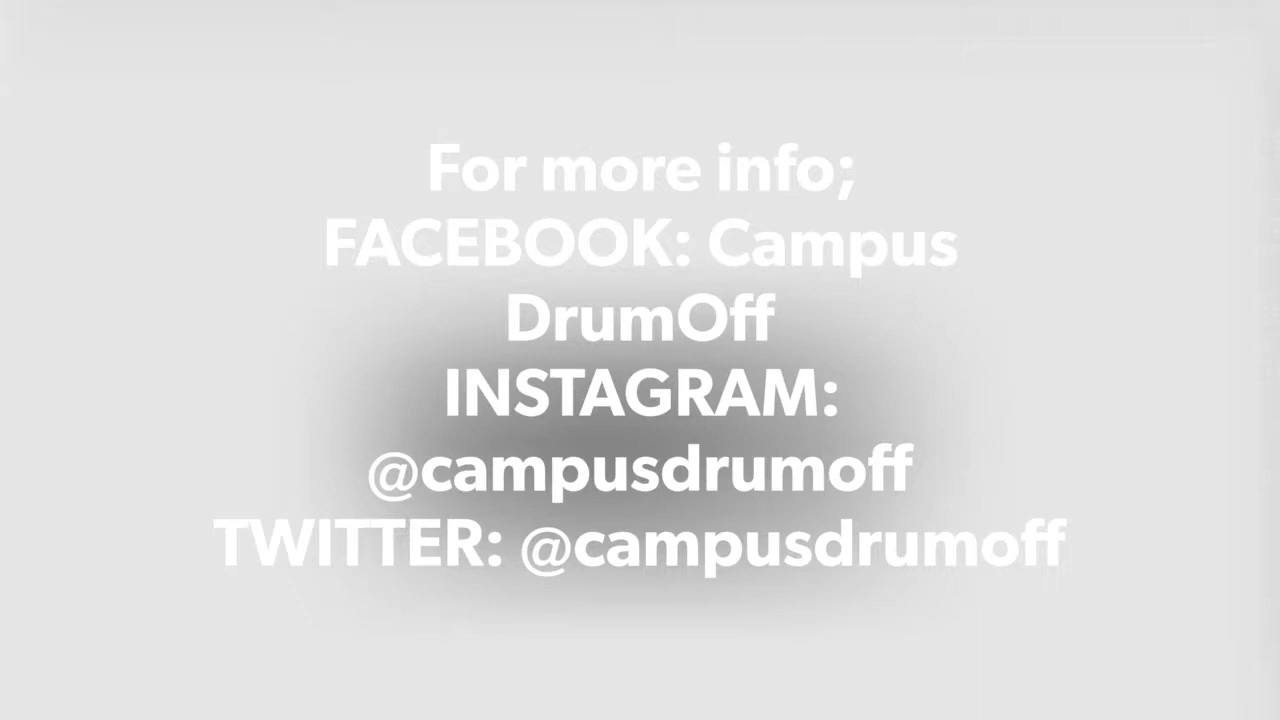 For more info;
FACEBOOK: Campus
DrumOff
INSTAGRAM:
@campusdrumoff
TWITTER: @campusdrumoff